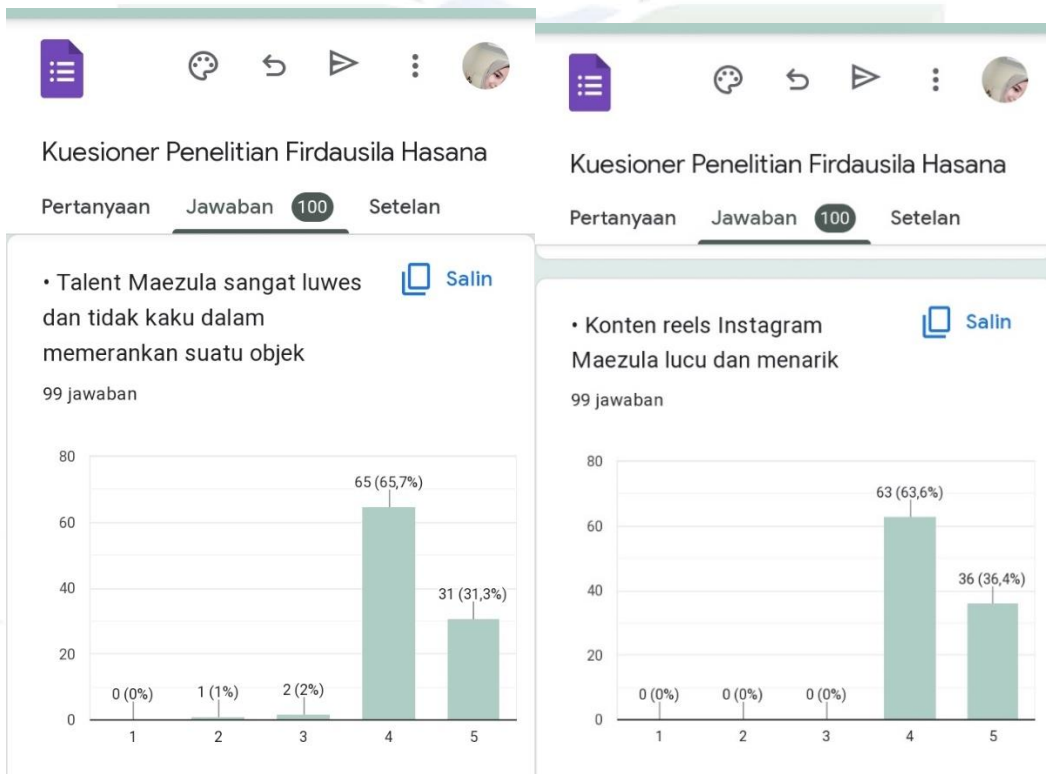 Kuesioner Penelitian Firdausila Hasana
Pertanyaan Jawaban 100 Setelan
• Talent Maezula sangat luwes
dan tidak kaku dalam
memerankan suatu objek
Salin
99 jawaban
80
60
40
20
0
0 (0%)
1 (1%)
2 (2%)
65 (65,7%)
31 (31,3%)
1 2 3 4 5
Kuesioner Penelitian Firdausila Hasana
Pertanyaan Jawaban 100 Setelan
• Konten reels Instagram
Maezula lucu dan menarik
Salin
99 jawaban
80
60
40
20
0
0 (0%)
0 (0%)
0 (0%)
63 (63,6%)
36 (36,4%)
1 2 3 4 5